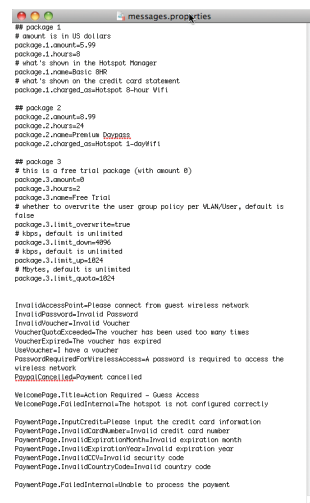 messages.properties
## package 1
# amount is in US dollars
package.1.amount=5.99
package.1.hours=8
# what's shown in the Hotspot Manager
package.1.name=Basic 8HR
# what's shown on the credit card statement
package.1.charged_as=Hotspot 8-hour Wifi
## package 2
package.2.amount=8.99
package.2.hours=24
package.2.name=Premium Daypass
package.2.charged_as=Hotspot 1-dayWifi
## package 3
# this is a free trial package (with amount 0)
package.3.amount=0
package.3.hours=2
package.3.name=Free Trial
# whether to overwrite the user group policy per VLAN/User, default is
false
package.3.limit_overwrite=true
# kbps, default is unlimited
package.3.limit_down=4096
# kbps, default is unlimited
package.3.limit_up=1024
# Mbytes, default is unlimited
package.3.limit_quota=1024
InvalidAccessPoint=Please connect from guest wireless network
InvalidPassword=Invalid Password
InvalidVoucher=Invalid Voucher
VoucherQuotaExceeded=The voucher has been used too many times
VoucherExpired=The voucher has expired
UseVoucher=I have a voucher
PasswordRequiredForWirelessAccess=A password is required to access the
wireless network
PaypalCancelled=Payment cancelled
WelcomePage.Title=Action Required - Guest Access
WelcomePage.FailedInternal=The hotspot is not configured correctly
PaymentPage.InputCredit=Please input the credit card information
PaymentPage.InvalidCardNumber=Invalid credit card number
PaymentPage.InvalidExpirationMonth=Invalid expiration month
PaymentPage.InvalidExpirationYear=Invalid expiration year
PaymentPage.InvalidCCV=Invalid security code
PaymentPage.InvalidCountryCode=Invalid country code
PaymentPage.FailedInternal=Unable to process the payment